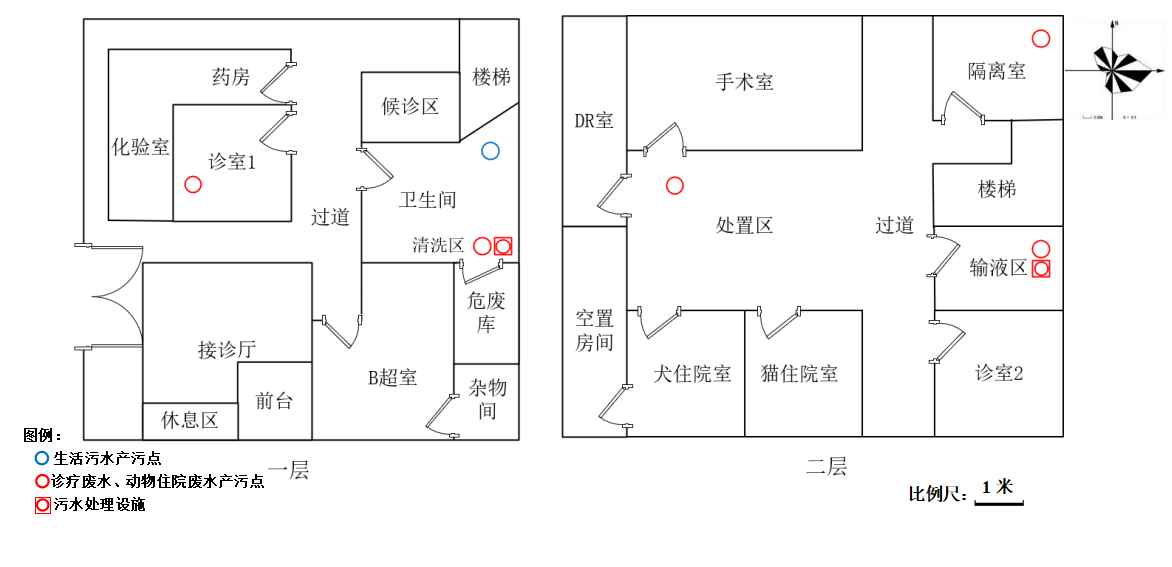 药房
楼梯
候诊区
化验室
诊室1
卫生间
过道
清洗区
危废
库
接诊厅
B超室
杂物
间
前台
休息区
一层
手术室
隔离室
DR室
楼梯
处置区
过道
输液区
空置
房间
犬住院室
猫住院室
诊室2
二层
N
图例：
生活污水产污点
诊疗废水、动物住院废水产污点
污水处理设施
比例尺：
1 米